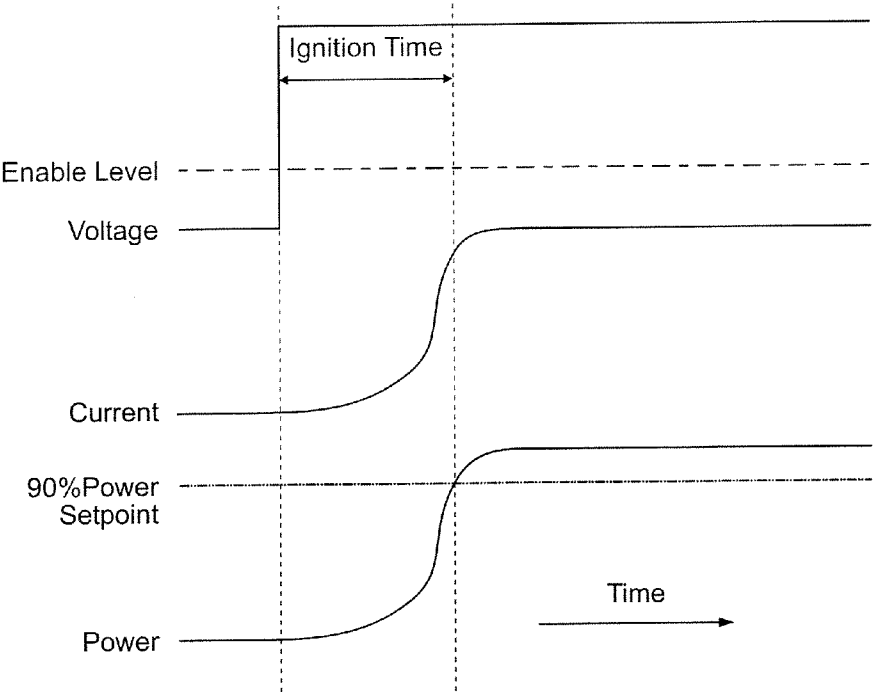 Ignition Time
Enable Level
Voltage
Current
90%Power
Setpoint
Time
Power